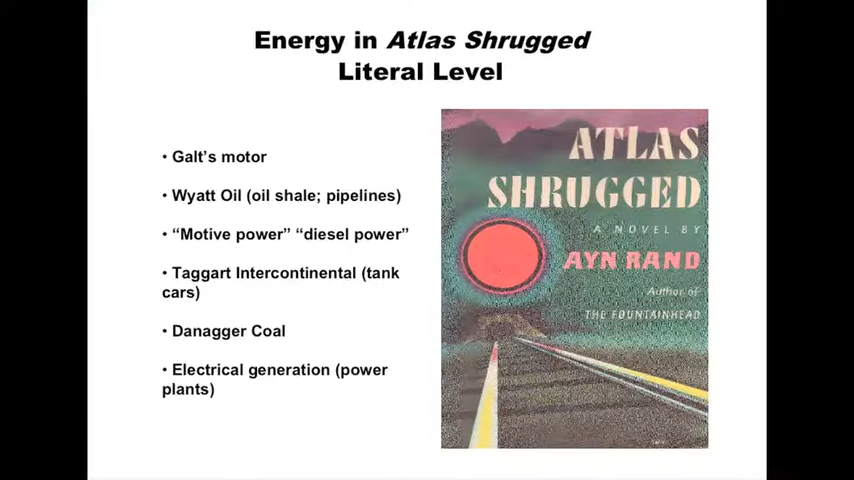 Energy in Atlas Shrugged
Literal Level
• Galt's motor
• Wyatt Oil (oil shale; pipelines)
• “Motive power” “diesel power”
• Taggart Intercontinental (tank
cars)
• Danagger Coal
• Electrical generation (power
plants)
ATLAS
SHRUGGED
A NOVEL BY
AYN RAND
Author of
THE FOUNTAINHEAD